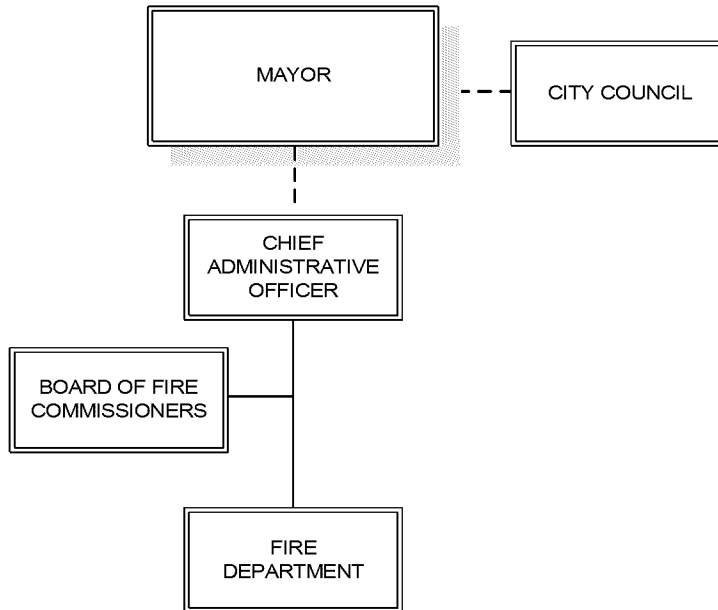 MAYOR
CITY COUNCIL
CHIEF
ADMINISTRATIVE
OFFICER
BOARD OF FIRE
COMMISSIONERS
FIRE
DEPARTMENT